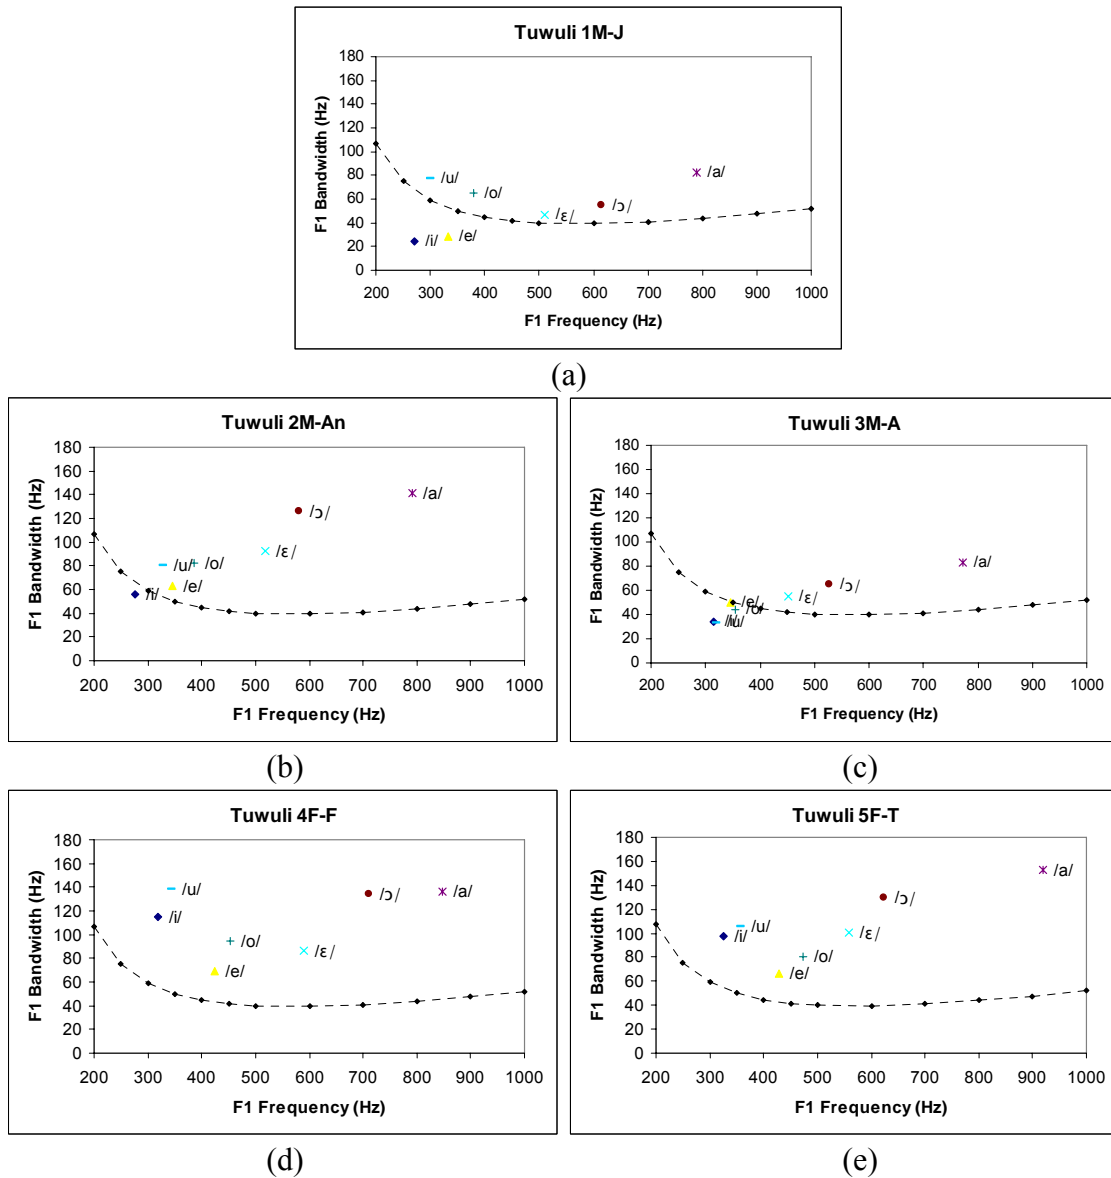 Tuwuli 1M-J
F1 Bandwidth (Hz)
180
160
140
120
100
80
60
40
20
0
/u/
/o/
/a/
/ɛ/
/ɔ/
/i/
/e/
200 300 400 500 600 700 800 900 1000
F1 Frequency (Hz)
(a)
Tuwuli 2M-An
F1 Bandwidth (Hz)
180
160
140
120
100
80
60
40
20
0
/a/
/ɔ/
/ɛ/
/u/
/o/
/e/
/i/
200 300 400 500 600 700 800 900 1000
F1 Frequency (Hz)
(b)
Tuwuli 3M-A
F1 Bandwidth (Hz)
180
160
140
120
100
80
60
40
20
0
/a/
/ɔ/
/ɛ/
/e/
/o/
/i/
/u/
200 300 400 500 600 700 800 900 1000
F1 Frequency (Hz)
(c)
Tuwuli 4F-F
F1 Bandwidth (Hz)
180
160
140
120
100
80
60
40
20
0
/u/
/ɔ/
/a/
/i/
/o/
/ɛ/
/e/
200 300 400 500 600 700 800 900 1000
F1 Frequency (Hz)
(d)
Tuwuli 5F-T
F1 Bandwidth (Hz)
180
160
140
120
100
80
60
40
20
0
/a/
/ɔ/
/u/
/i/
/ɛ/
/o/
/e/
200 300 400 500 600 700 800 900 1000
F1 Frequency (Hz)
(e)